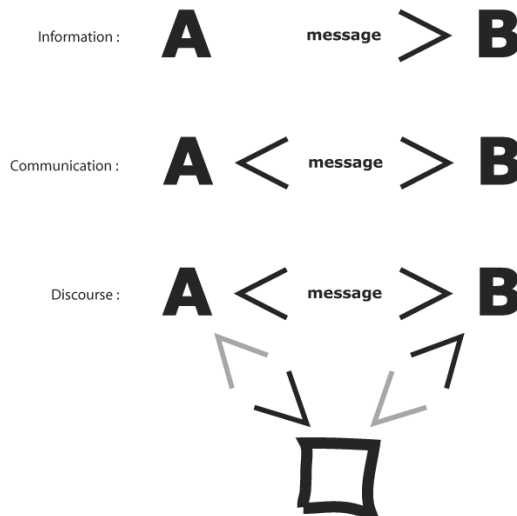 Information : A message > B
Communication : A < message > B
Discourse : A < message > B